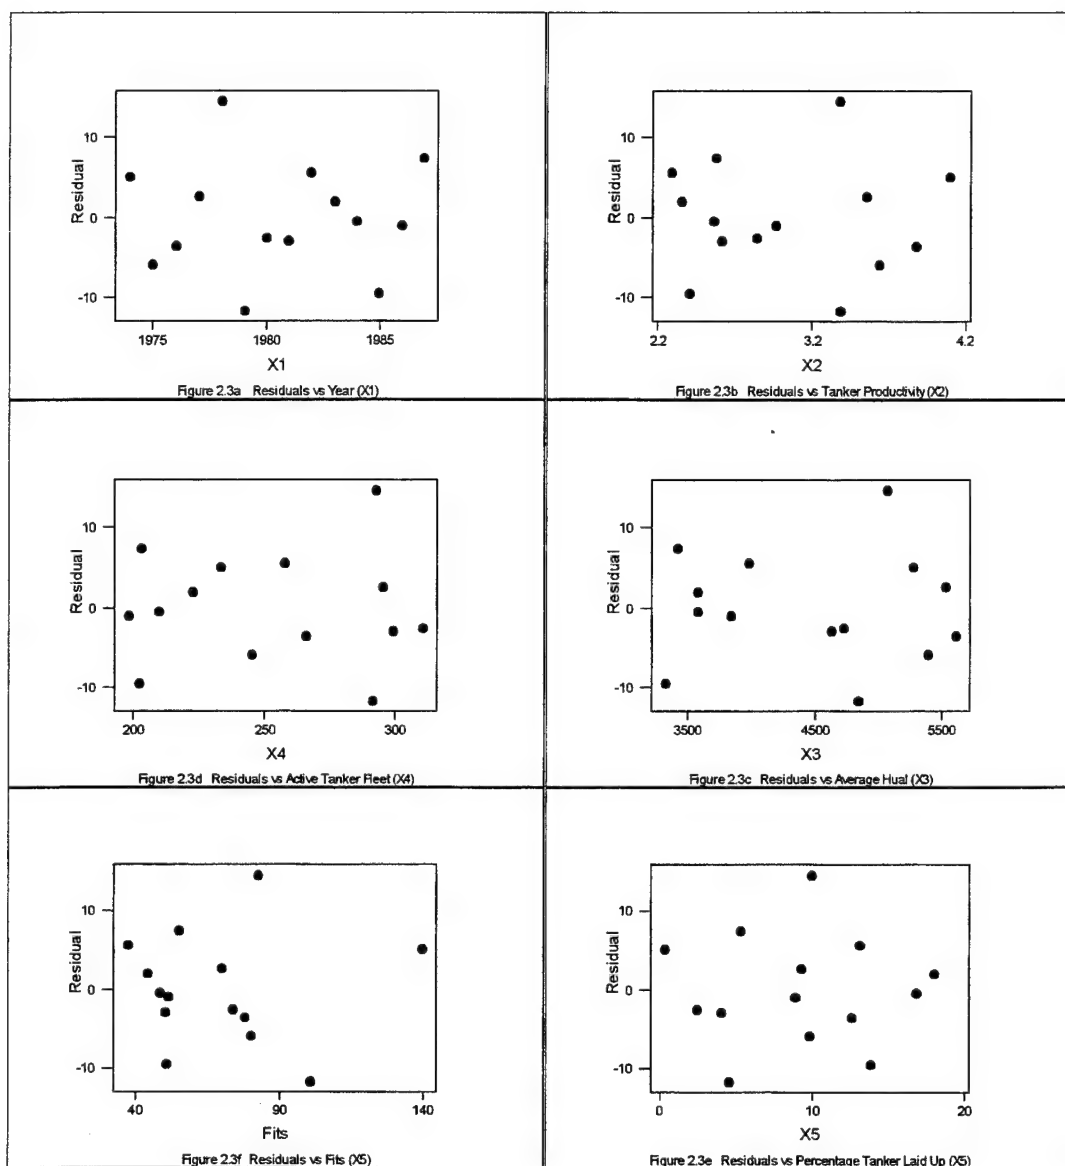 10
0
-10
Residual
1975
1980
1985
X1
Figure 2.3a Residuals vs Year (X1)
10
0
-10
Residual
2.2
3.2
4.2
X2
Figure 2.3b Residuals vs Tanker Productivity (X2)
10
0
-10
Residual
200
250
300
X4
Figure 2.3d Residuals vs Active Tanker Fleet (X4)
10
0
-10
Residual
3500
4500
5500
X3
Figure 2.3c Residuals vs Average Hual (X3)
10
0
-10
Residual
40
90
140
Fits
Figure 2.3f Residuals vs Fits (X5)
10
0
-10
Residual
0
10
20
X5
Figure 2.3e Residuals vs Percentage Tanker Laid Up (X5)